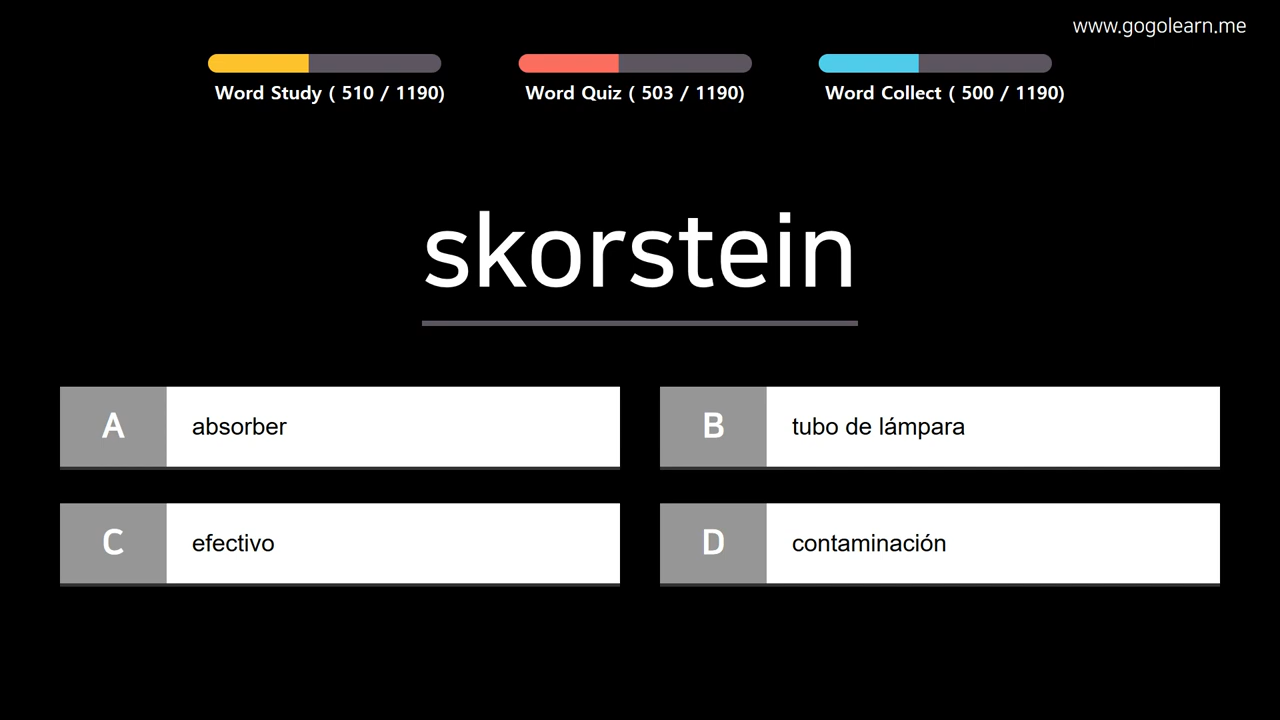 www.gogolearn.me
Word Study ( 510 / 1190)
Word Quiz ( 503 / 1190)
Word Collect ( 500 / 1190)
skorstein
A absorber
B tubo de lámpara
C efectivo
D contaminación